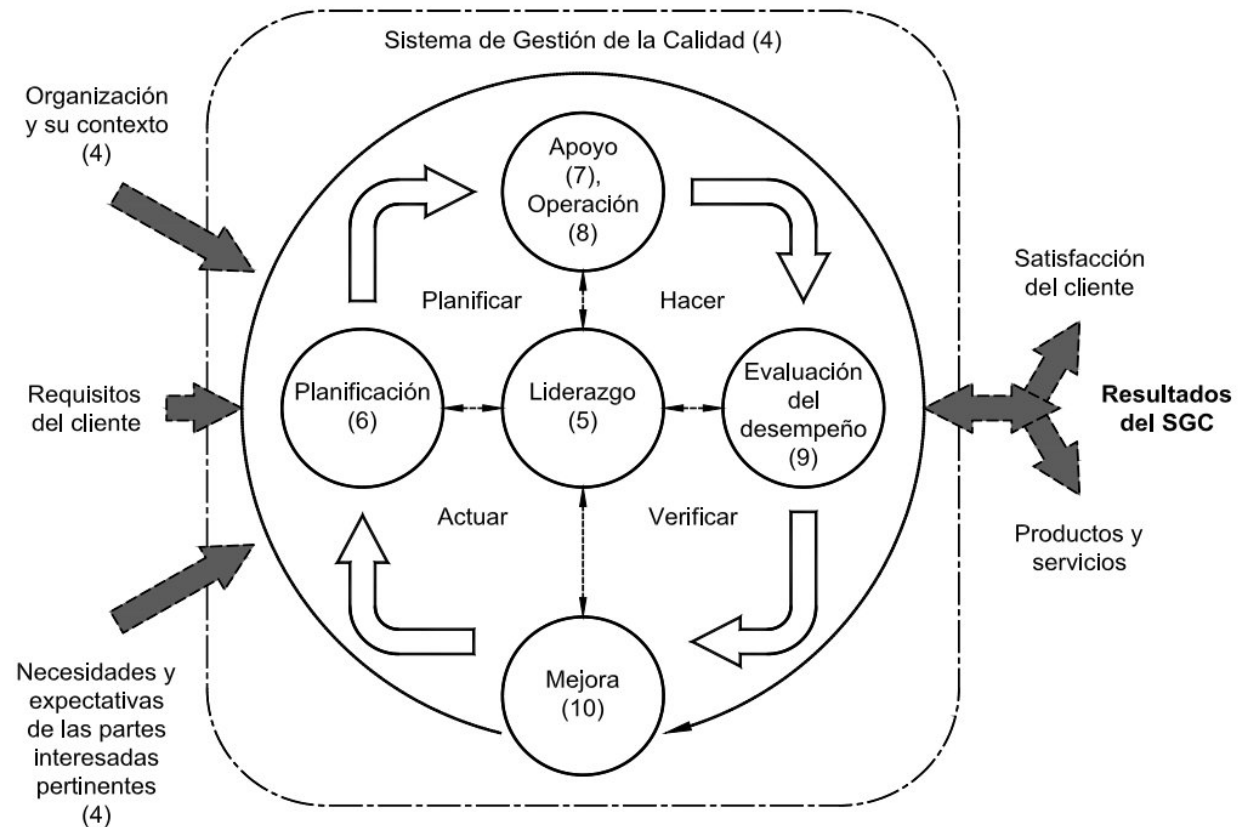 Sistema de Gestión de la Calidad (4)
Organización
y su contexto
(4)
Requisitos
del cliente
Necesidades y
expectativas
de las partes
interesadas
pertinentes
(4)
Apoyo
(7),
Operación
(8)
Planificar
Hacer
Planificación
(6)
Liderazgo
(5)
Evaluación
del
desempeño
(9)
Actuar
Verificar
Mejora
(10)
Satisfacción
del cliente
Resultados
del SGC
Productos y
servicios